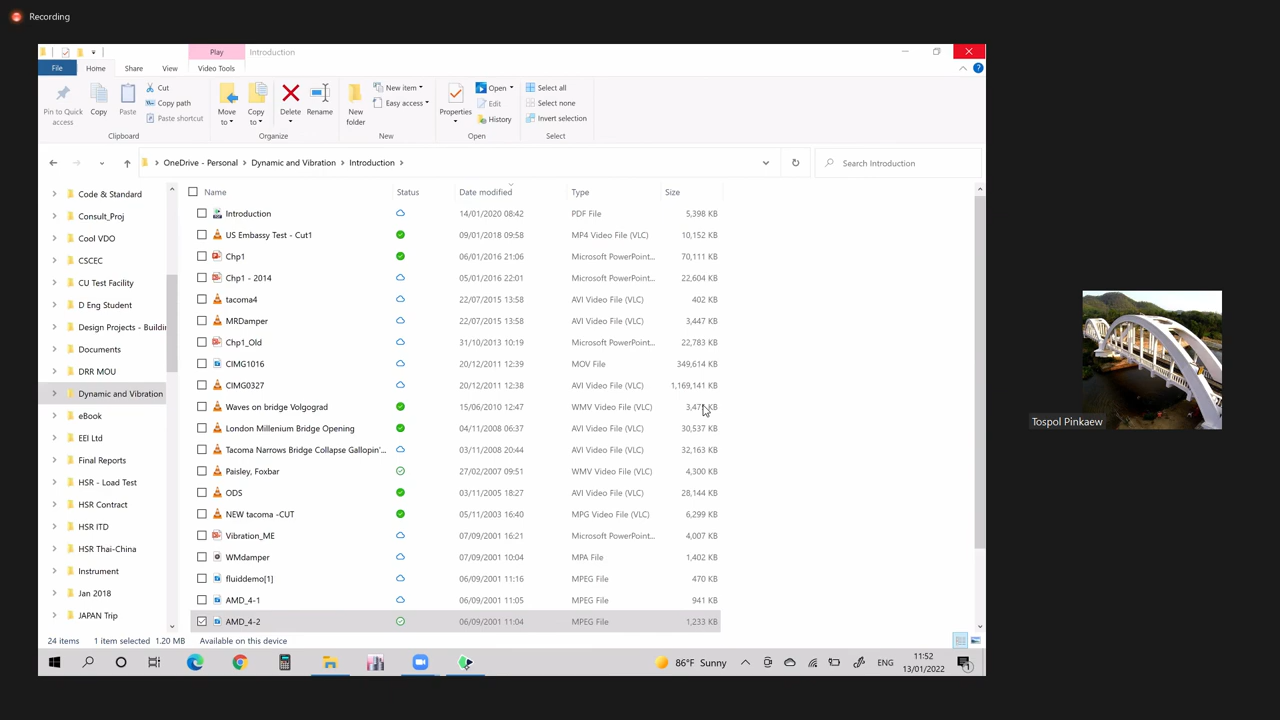 Recording
Play Introduction
File Home Share View Video Tools
Pin to Quick access
Copy
Paste
Cut
Copy path
Paste shortcut
Move to
Copy to
Delete
Rename
New folder
New item
Easy access
Properties
Open
Edit
History
Select all
Select none
Invert selection
Clipboard Organize New Open Select
OneDrive - Personal Dynamic and Vibration Introduction
Search Introduction
Code & Standard
Consult_Proj
Cool VDO
CSCEC
CU Test Facility
D Eng Student
Design Projects - Buildin
Documents
DRR MOU
Dynamic and Vibration
eBook
EEI Ltd
Final Reports
HSR - Load Test
HSR Contract
HSR ITD
HSR Thai-China
Instrument
Jan 2018
JAPAN Trip
Name Status Date modified Type Size
Introduction 14/01/2020 08:42 PDF File 5,398 KB
US Embassy Test - Cut1 09/01/2018 09:58 MP4 Video File (VLC) 10,152 KB
Chp1 06/01/2016 21:06 Microsoft PowerPoint... 70,111 KB
Chp1 - 2014 05/01/2016 22:01 Microsoft PowerPoint... 22,604 KB
tacoma4 22/07/2015 13:58 AVI Video File (VLC) 402 KB
MRDamper 22/07/2015 13:58 AVI Video File (VLC) 3,447 KB
Chp1_Old 31/10/2013 10:19 Microsoft PowerPoint... 22,783 KB
CIMG1016 20/12/2011 12:39 MOV File 349,614 KB
CIMG0327 20/12/2011 12:38 AVI Video File (VLC) 1,169,141 KB
Waves on bridge Volgograd 15/06/2010 12:47 WMV Video File (VLC) KB
London Millenium Bridge Opening 04/11/2008 06:37 AVI Video File (VLC) 30,537 KB
Tacoma Narrows Bridge Collapse Gallopin'... 03/11/2008 20:44 AVI Video File (VLC) 32,163 KB
Paisley, Foxbar 27/02/2007 09:51 WMV Video File (VLC) 4,300 KB
ODS 03/11/2005 18:27 AVI Video File (VLC) 28,144 KB
NEW tacoma -CUT 05/11/2003 16:40 MPG Video File (VLC) 6,299 KB
Vibration_ME 07/09/2001 16:21 Microsoft PowerPoint... 4,007 KB
WMdamper 07/09/2001 10:04 MPA File 1,402 KB
fluiddemo[1] 06/09/2001 11:16 MPEG File 470 KB
AMD_4-1 06/09/2001 11:05 MPEG File 941 KB
AMD_4-2 06/09/2001 11:04 MPEG File 1,233 KB
24 items 1 item selected 1.20 MB Available on this device
86°F Sunny ENG 11:52
13/01/2022
Tospol Pinkaew